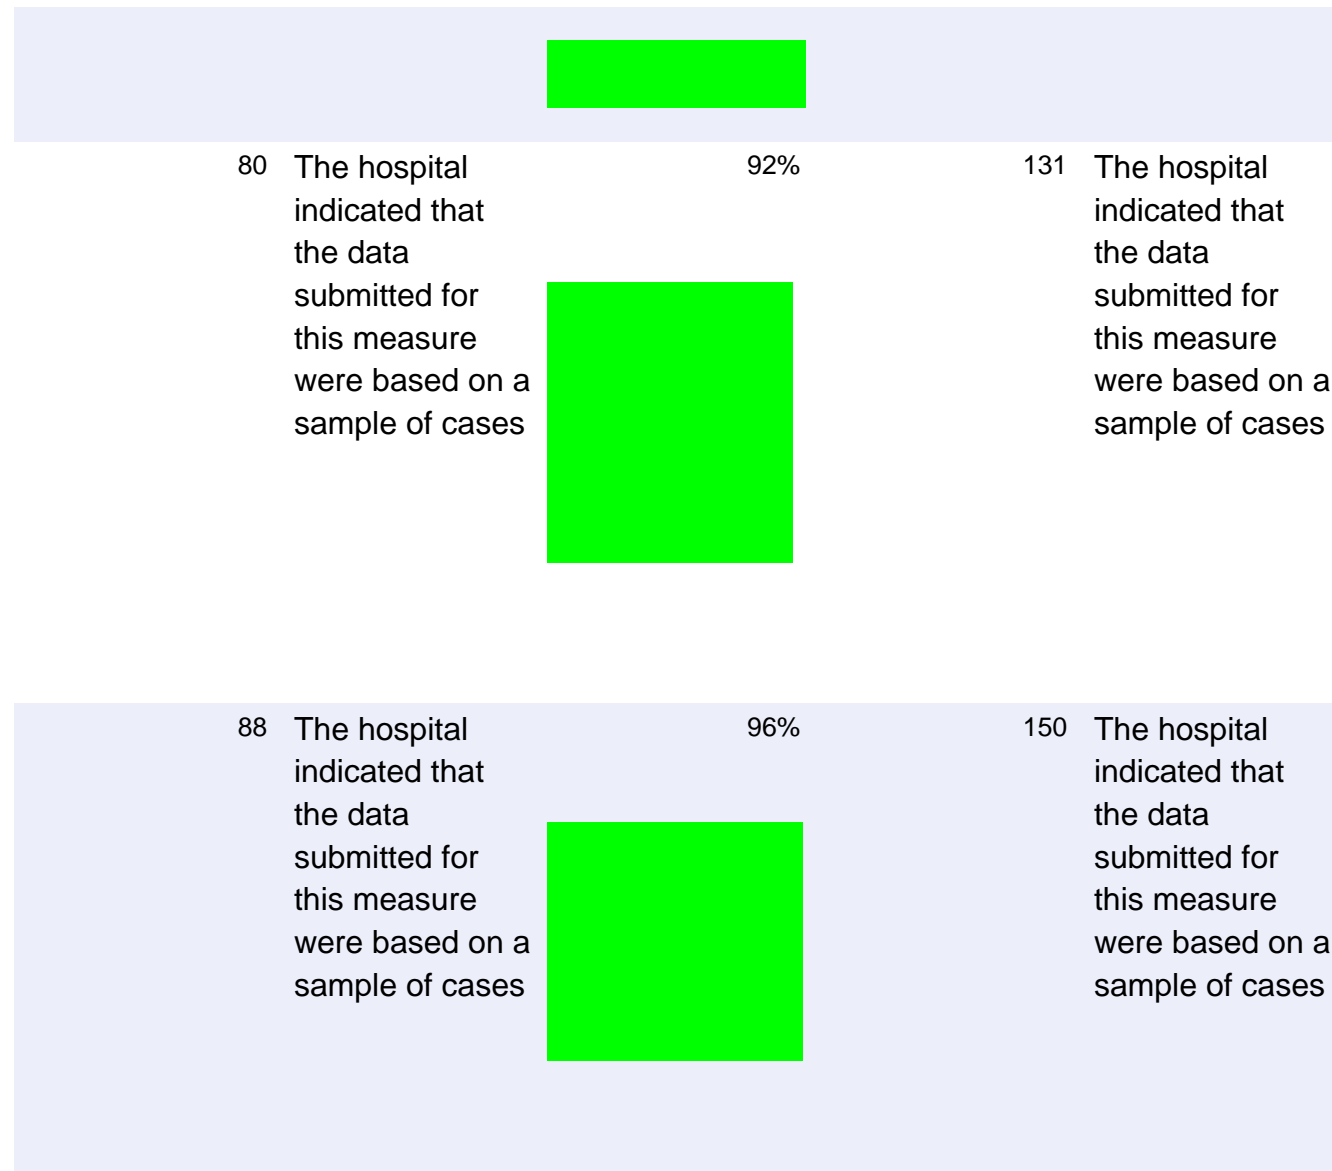 80 The hospital 92% 131 The hospital
indicated that indicated that
the data the data
submitted for submitted for
this measure this measure
were based on a were based on a
sample of cases sample of cases
88 The hospital 96% 150 The hospital
indicated that indicated that
the data the data
submitted for submitted for
this measure this measure
were based on a were based on a
sample of cases sample of cases